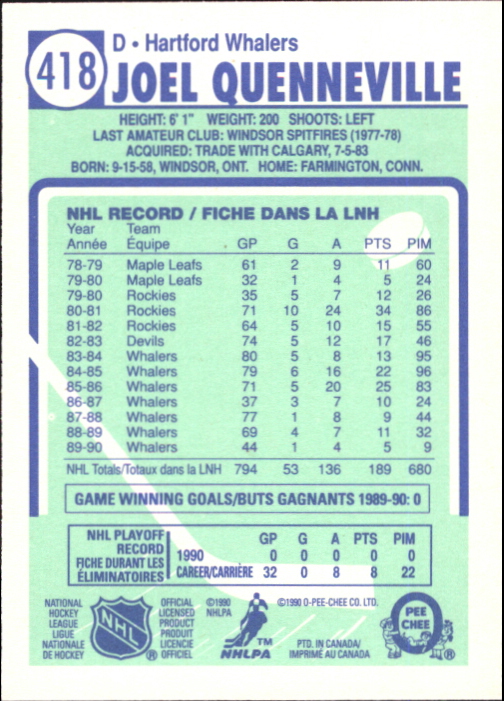 418
D • Hartford Whalers
JOEL QUENNEVILLE
HEIGHT: 6' 1" WEIGHT: 200 SHOOTS: LEFT
LAST AMATEUR CLUB: WINDSOR SPITFIRES (1977-78)
ACQUIRED: TRADE WITH CALGARY, 7-5-83
BORN: 9-15-58, WINDSOR, ONT. HOME: FARMINGTON, CONN.
NHL RECORD / FICHE DANS LA LNH
Year Team
Année Équipe GP G A PTS PIM
78-79 Maple Leafs 61 2 9 11 60
79-80 Maple Leafs 32 1 4 5 24
79-80 Rockies 35 5 7 12 26
80-81 Rockies 71 10 24 34 86
81-82 Rockies 64 5 10 15 55
82-83 Devils 74 5 12 17 46
83-84 Whalers 80 5 8 13 95
84-85 Whalers 79 6 16 22 96
85-86 Whalers 71 5 20 25 83
86-87 Whalers 37 3 7 10 24
87-88 Whalers 77 1 8 9 44
88-89 Whalers 69 4 7 11 32
89-90 Whalers 44 1 4 5 9
NHL Totals/Totaux dans la LNH 794 53 136 189 680
GAME WINNING GOALS/BUTS GAGNANTS 1989-90: 0
NHL PLAYOFF
RECORD
FICHE DURANT LES
ÉLIMINATOIRES
GP G A PTS PIM
1990 0 0 0 0 0
CAREER/CARRIÈRE 32 0 8 8 22
NATIONAL
HOCKEY
LEAGUE
LIGUE
NATIONALE
DE HOCKEY
NHL
®
OFFICIAL
LICENSED
PRODUCT
PRODUIT
LICENCIE
OFFICIEL
©1990
NHLPA
TM
NHLPA
©1990 O-PEE-CHEE CO. LTD.
PTD. IN CANADA/
IMPRIMÉ AU CANADA
PEE
CHEE
®